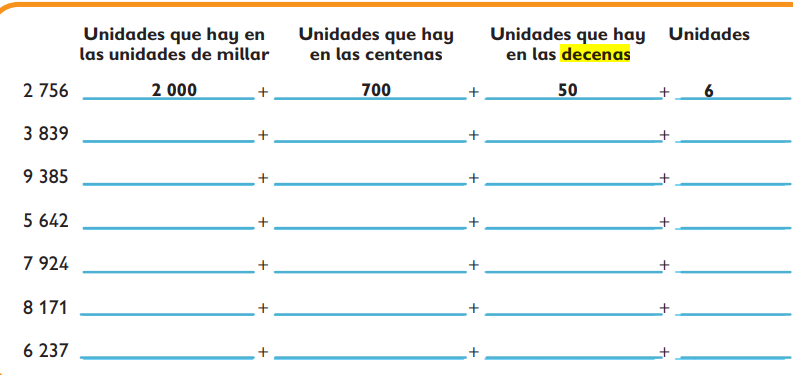 Unidades que hay en las unidades de millar
Unidades que hay en las centenas
Unidades que hay en las decenas
Unidades
2 756 2 000 + 700 + 50 + 6
3 839 + + +
9 385 + + +
5 642 + + +
7 924 + + +
8 171 + + +
6 237 + + +